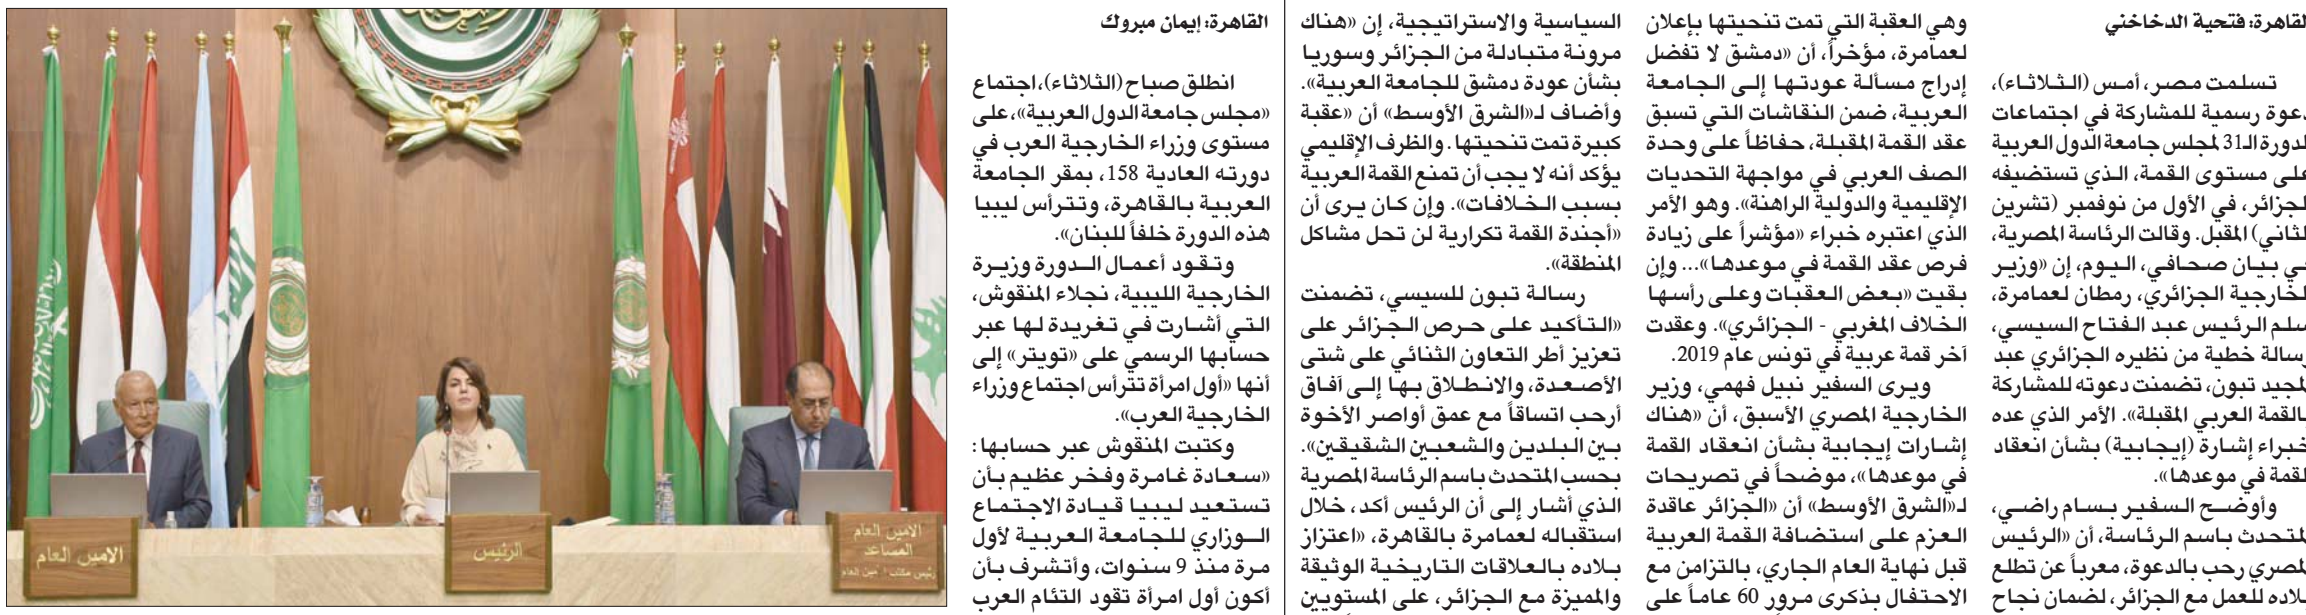 القاهرة: فتحية الدخاخني
تسلمت مصر، أمس (الثلاثاء)،
دعوة رسمية للمشاركة في اجتماعات
الدورة الـ31 لمجلس جامعة الدول العربية
على مستوى القمة، الذي تستضيفه
الجزائر، في الأول من نوفمبر (تشرين
الثاني) المقبل. وقالت الرئاسة المصرية،
في بيان صحافي، اليوم، إن «وزير
الخارجية الجزائري، رمطان لعمامرة،
سلم الرئيس عبد الفتاح السيسي،
رسالة خطية من نظيره الجزائري عبد
المجيد تبون، تضمنت دعوته للمشاركة
بالقمة العربي المقبلة». الأمر الذي عده
خبراء إشارة (إيجابية) بشأن انعقاد
القمة في موعدها».
وأوضح السفير بسام راضي،
المتحدث باسم الرئاسة، أن «الرئيس
المصري رحب بالدعوة، معرباً عن تطلع
بلاده للعمل مع الجزائر، لضمان نجاح
وهي العقبة التي تمت تنحيتها بإعلان
لعمامرة، مؤخراً، أن «دمشق لا تفضل
إدراج مسألة عودتها إلى الجامعة
العربية، ضمن النقاشات التي تسبق
عقد القمة المقبلة، حفاظاً على وحدة
الصف العربي في مواجهة التحديات
الإقليمية والدولية الراهنة». وهو الأمر
الذي اعتبره خبراء «مؤشراً على زيادة
فرص عقد القمة في موعدها»... وإن
بقيت «بعض العقبات وعلى رأسها
الخلاف المغربي - الجزائري». وعقدت
آخر قمة عربية في تونس عام 2019.
ويرى السفير نبيل فهمي، وزير
الخارجية المصري الأسبق، أن «هناك
إشارات إيجابية بشأن انعقاد القمة
في موعدها»، موضحاً في تصريحات
لـ«الشرق الأوسط» أن «الجزائر عاقدة
العزم على استضافة القمة العربية
قبل نهاية العام الجاري، بالتزامن مع
الاحتفال بذكرى مرور 60 عاماً على
السياسية والاستراتيجية، إن «هناك
مرونة متبادلة من الجزائر وسوريا
بشأن عودة دمشق للجامعة العربية».
وأضاف لـ«الشرق الأوسط» أن «عقبة
كبيرة تمت تنحيتها. والظرف الإقليمي
يؤكد أنه لا يجب أن تمنع القمة العربية
بسبب الخلافات». وإن كان يرى أن
«أجندة القمة تكرارية لن تحل مشاكل
المنطقة».
رسالة تبون للسيسي، تضمنت
«التأكيد على حرص الجزائر على
تعزيز أطر التعاون الثنائي على شتى
الأصعدة، والانطلاق بها إلى آفاق
أرحب اتساقاً مع عمق أواصر الأخوة
بين البلدين والشعبين الشقيقين».
بحسب المتحدث باسم الرئاسة المصرية
الذي أشار إلى أن الرئيس أكد، خلال
استقباله لعمامرة بالقاهرة، «اعتزاز
بلاده بالعلاقات التاريخية الوثيقة
والمميزة مع الجزائر، على المستويين
القاهرة: إيمان مبروك
انطلق صباح (الثلاثاء)،اجتماع
«مجلس جامعة الدول العربية»، على
مستوى وزراء الخارجية العرب في
دورته العادية 158، بمقر الجامعة
العربية بالقاهرة، وتترأس ليبيا
هذه الدورة خلفاً للبنان».
وتقود أعمال الدورة وزيرة
الخارجية الليبية، نجلاء المنقوش،
التي أشارت في تغريدة لها عبر
حسابها الرسمي على «تويتر» إلى
أنها «أول امرأة تترأس اجتماع وزراء
الخارجية العرب».
وكتبت المنقوش عبر حسابها:
«سعادة غامرة وفخر عظيم بأن
تستعيد ليبيا قيادة الاجتماع
الوزاري للجامعة العربية لأول
مرة منذ 9 سنوات، وأتشرف بأن
أكون أول امرأة تقود التئام العرب
الامين العام
المساعد
رئيس مكتب الأمين العام
الرئيس
الامين العام